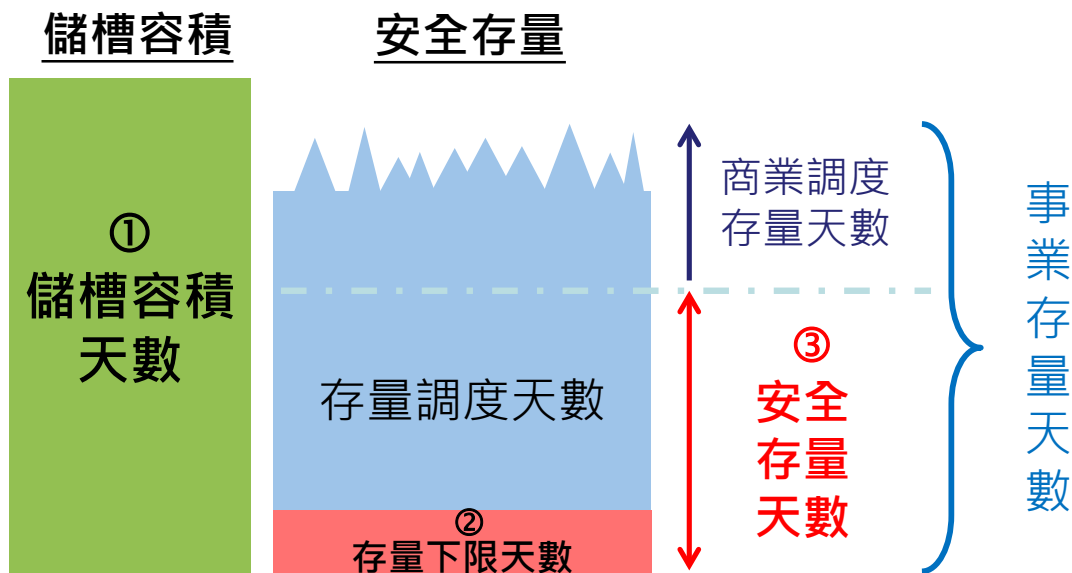 儲槽容積
安全存量
①
儲槽容積
天數
存量調度天數
②
存量下限天數
商業調度
存量天數
③
安全
存量
天數
事業存量天數